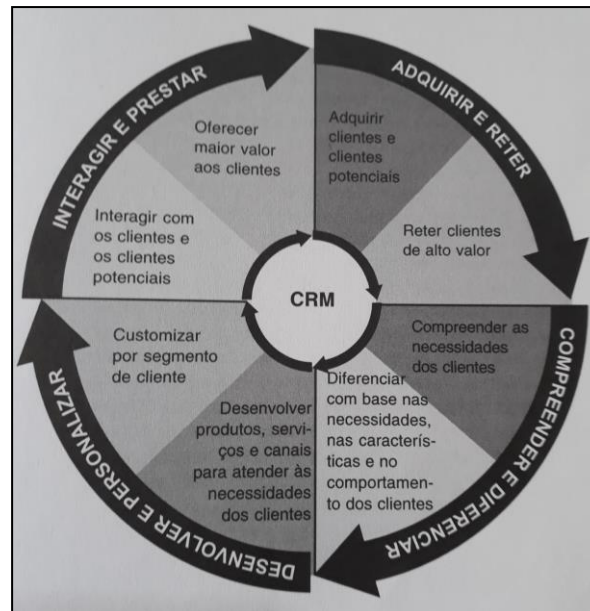 INTERAGIR E PRESTAR
ADQUIRIR E RETER
Oferecer
maior valor
aos clientes
Adquirir
clientes e
clientes
potenciais
Interagir com
os clientes e
os clientes
potenciais
Reter clientes
de alto valor
CRM
Customizar
por segmento
de cliente
Compreender as
necessidades
dos clientes
Desenvolver
produtos, servi-
ços e canais
para atender às
necessidades
dos clientes
Diferenciar
com base nas
necessidades,
nas caracterís-
ticas e no
comportamento
dos clientes
DESENVOLVER E PERSONALIZAR
COMPREENDER E DIFERENCIAR